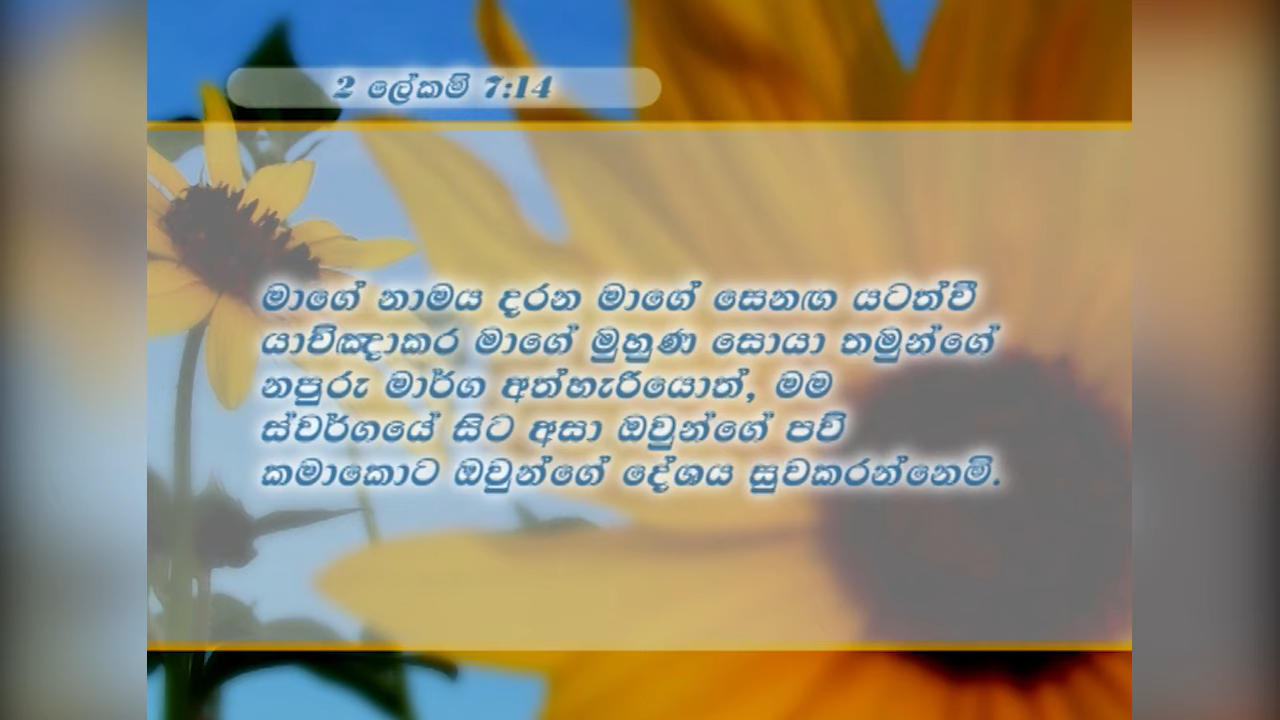 2 ලේකම් 7:14
මාගේ නාමය දරන මාගේ සෙනඟ යටත්වී
යාච්ඤාකර මාගේ මුහුණ සොයා තමුන්ගේ
නපුරු මාර්ග අත්හැරියොත්, මම
ස්වර්ගයේ සිට අසා ඔවුන්ගේ පව්
කමාකොට ඔවුන්ගේ දේශය සුවකරන්නෙමි.